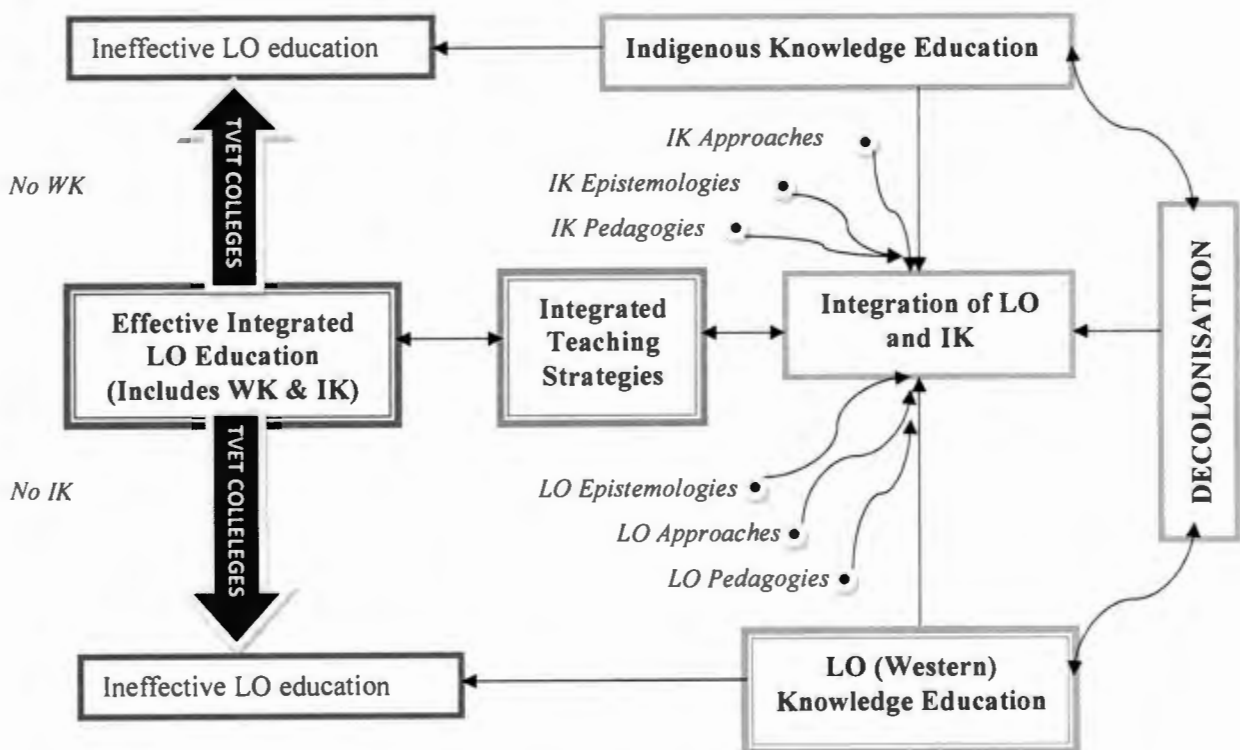 Ineffective LO education
Indigenous Knowledge Education
TVET COLLEGES
No WK
IK Approaches
IK Epistemologies
IK Pedagogies
Effective Integrated
LO Education
(Includes WK & IK)
Integrated
Teaching
Strategies
Integration of LO
and IK
DECOLONISATION
TVET COLLELEGES
No IK
LO Epistemologies
LO Approaches
LO Pedagogies
Ineffective LO education
LO (Western)
Knowledge Education